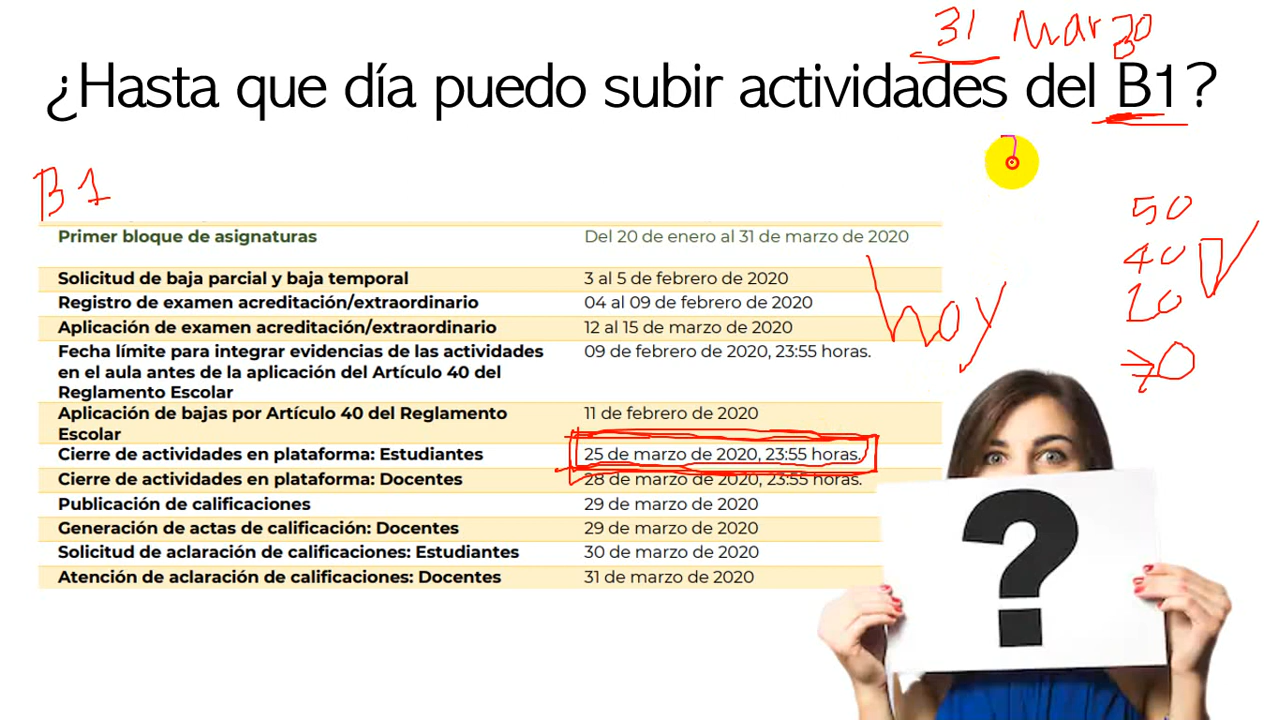 31 Marzo
¿Hasta que día puedo subir actividades del B1?
B1
Primer bloque de asignaturas Del 20 de enero al 31 de marzo de 2020
Solicitud de baja parcial y baja temporal 3 al 5 de febrero de 2020
Registro de examen acreditación/extraordinario 04 al 09 de febrero de 2020
Aplicación de examen acreditación/extraordinario 12 al 15 de marzo de 2020
Fecha límite para integrar evidencias de las actividades 09 de febrero de 2020, 23:55 horas.
en el aula antes de la aplicación del Artículo 40 del
Reglamento Escolar
Aplicación de bajas por Artículo 40 del Reglamento 11 de febrero de 2020
Escolar
Cierre de actividades en plataforma: Estudiantes 25 de marzo de 2020, 23:55 horas.
Cierre de actividades en plataforma: Docentes 28 de marzo de 2020, 23:55 horas.
Publicación de calificaciones 29 de marzo de 2020
Generación de actas de calificación: Docentes 29 de marzo de 2020
Solicitud de aclaración de calificaciones: Estudiantes 30 de marzo de 2020
Atención de aclaración de calificaciones: Docentes 31 de marzo de 2020
hoy
50
40
?